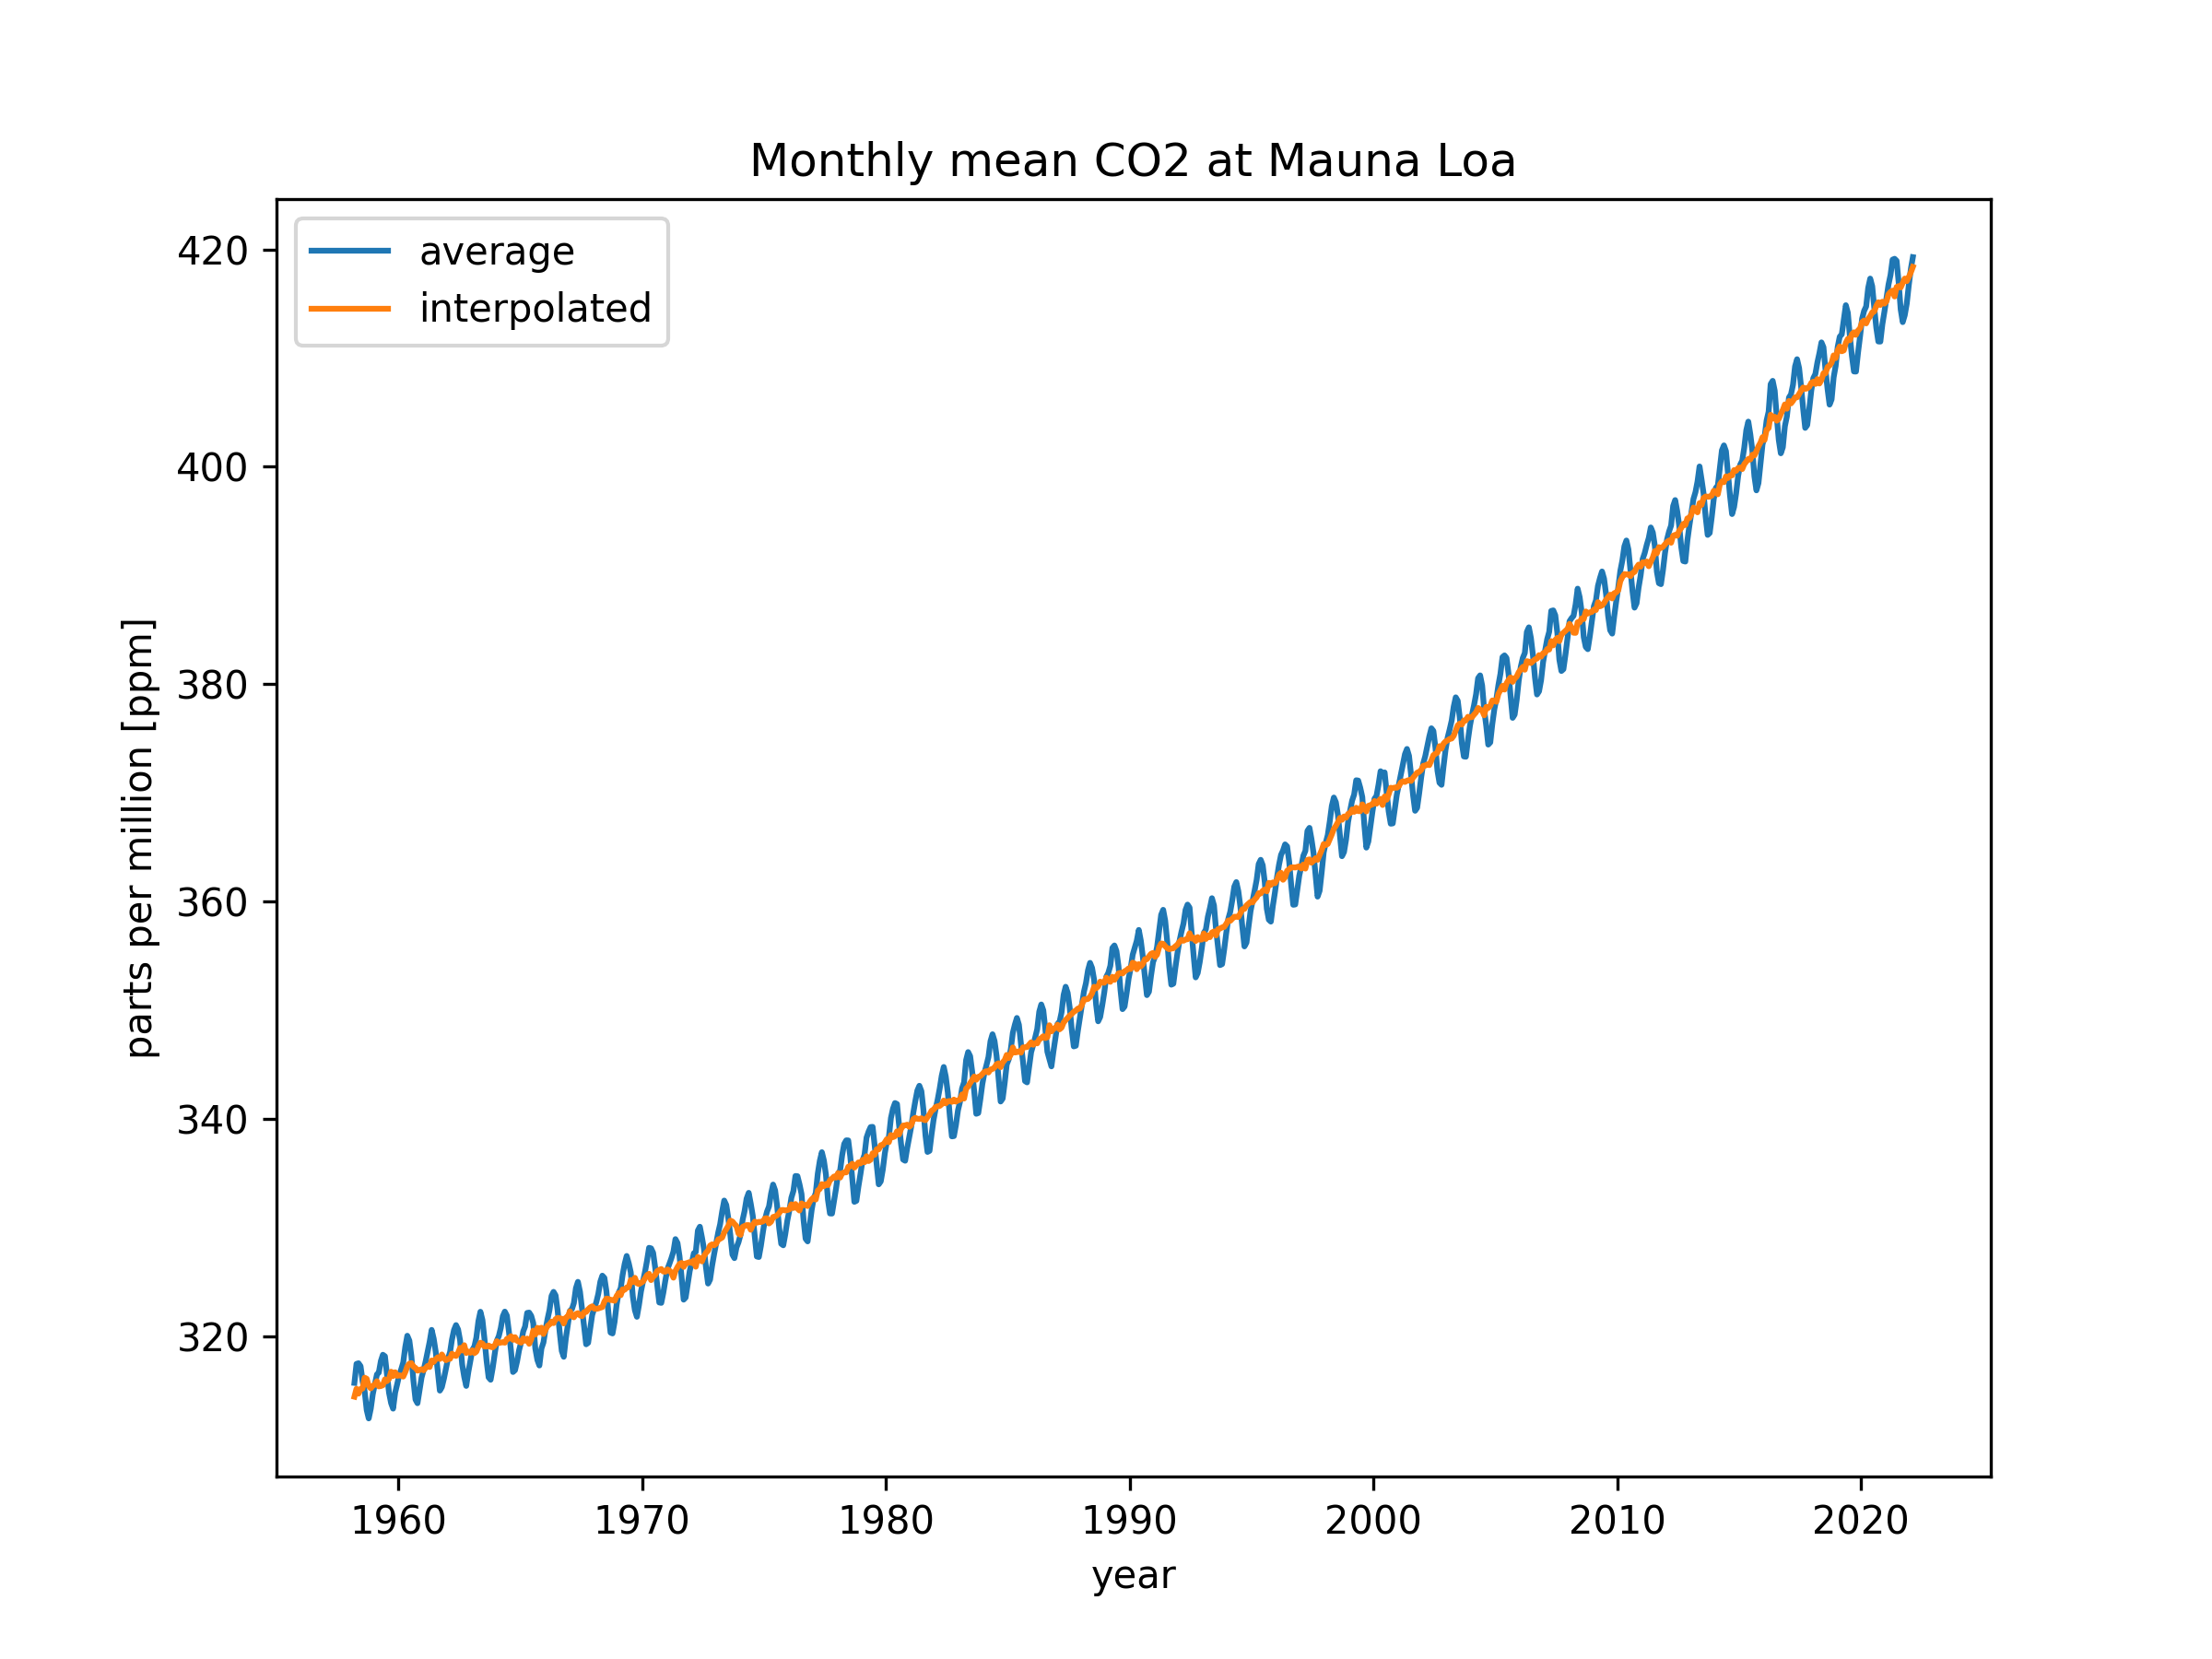 Monthly mean CO2 at Mauna Loa
average
interpolated
420
400
380
360
340
320
parts per million [ppm]
1960 1970 1980 1990 2000 2010 2020
year